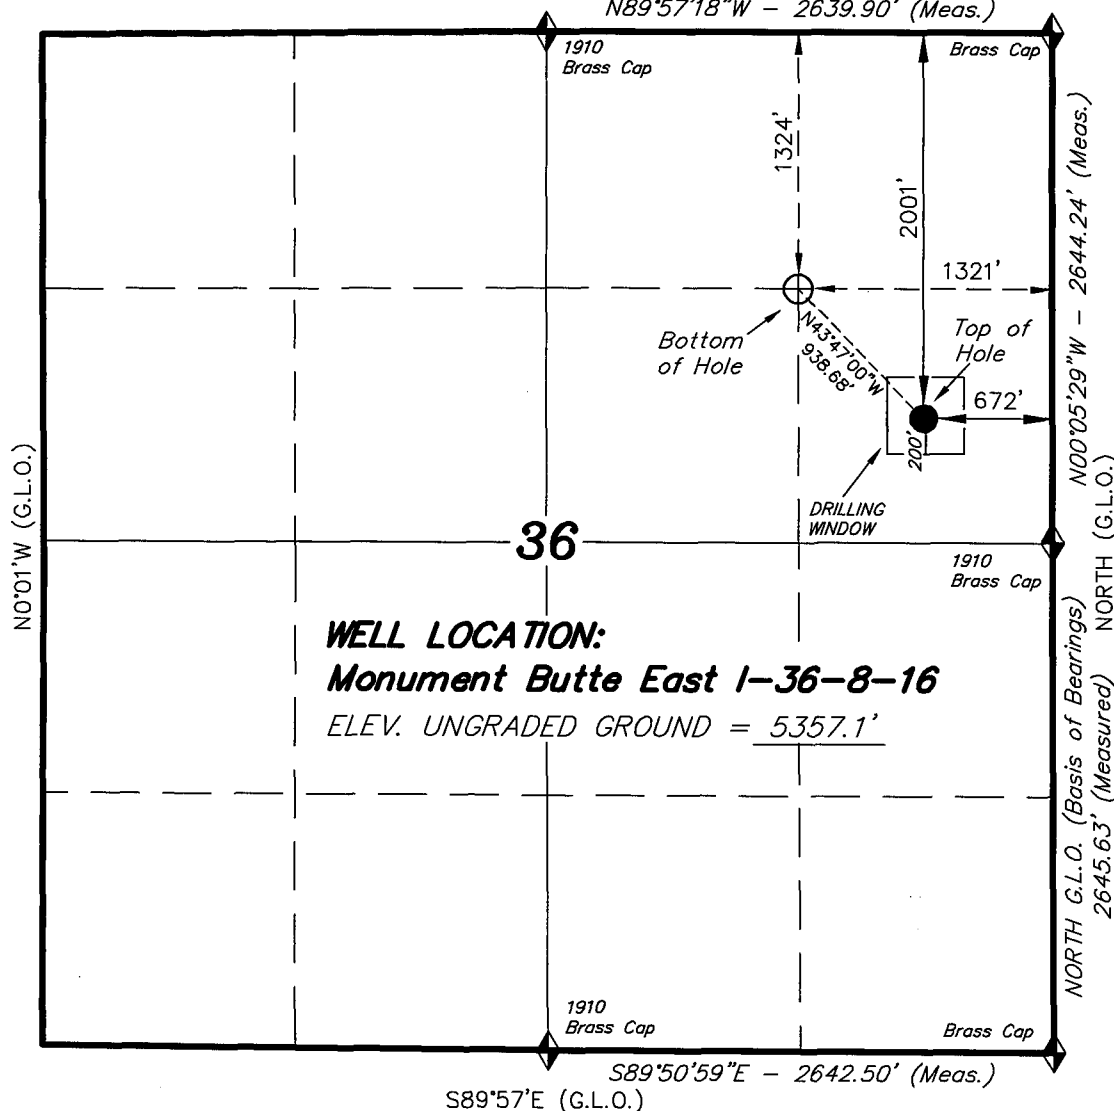 N89°57'18"W - 2639.90' (Meas.)
1910
Brass Cap
Brass Cap
1324'
2001'
N00°05'29"W - 2644.24' (Meas.)
1321'
Bottom
of Hole
N43°47'00"W
938.68'
Top of
Hole
672'
200'
DRILLING
WINDOW
N0°01'W (G.L.O.)
NORTH (G.L.O.)
36
1910
Brass Cap
WELL LOCATION:
Monument Butte East I-36-8-16
ELEV. UNGRADED GROUND = 5357.1'
NORTH G.L.O. (Basis of Bearings)
2645.63' (Measured)
1910
Brass Cap
Brass Cap
S89°50'59"E - 2642.50' (Meas.)
S89°57'E (G.L.O.)